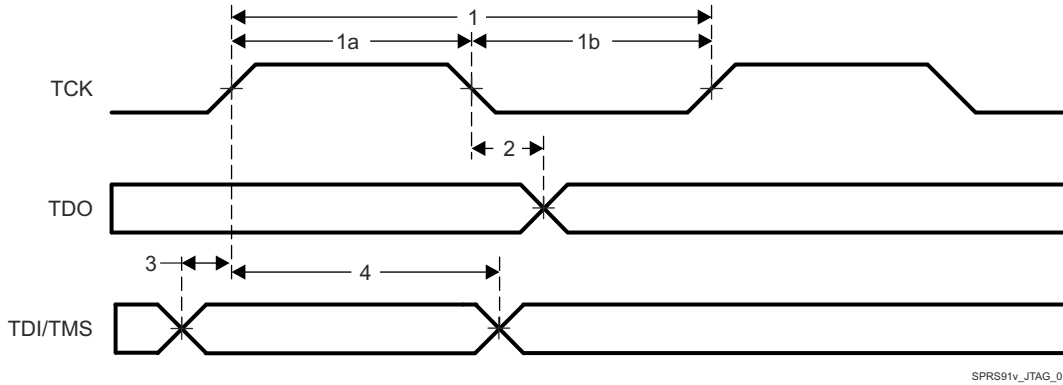 1
1a
1b
TCK
2
TDO
3
4
TDI/TMS
SPRS91v_JTAG_0